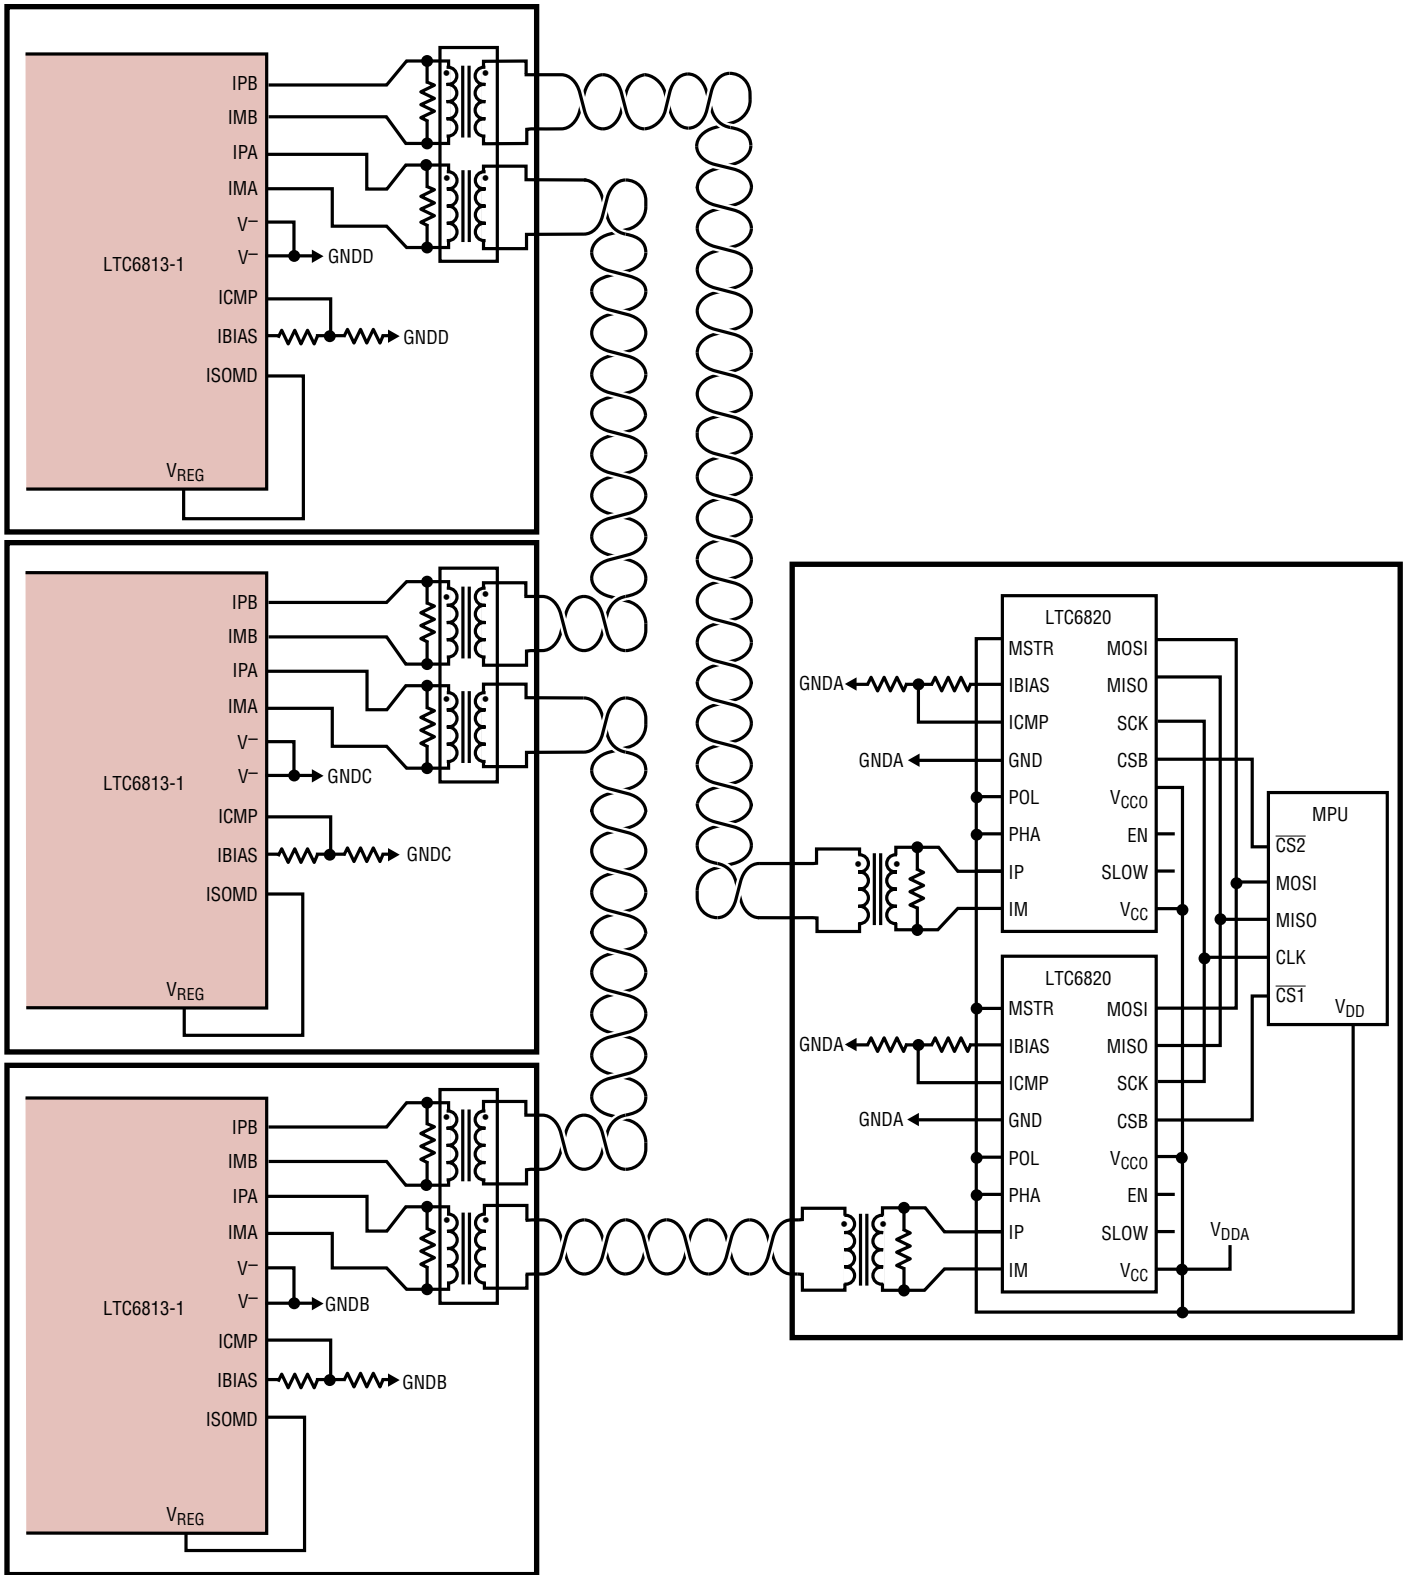 IPB
IMB
IPA
IMA
V–
V–
GNDD
LTC6813-1
ICMP
IBIAS
GNDD
ISOMD
VREG
IPB
IMB
IPA
IMA
V–
V–
GNDC
LTC6813-1
ICMP
IBIAS
GNDC
ISOMD
VREG
IPB
IMB
IPA
IMA
V–
V–
GNDB
LTC6813-1
ICMP
IBIAS
GNDB
ISOMD
VREG
LTC6820
MSTR
MOSI
GNDA
IBIAS
MISO
ICMP
SCK
GNDA
GND
CSB
POL
VCCO
PHA
EN
IP
SLOW
IM
VCC
LTC6820
MSTR
MOSI
GNDA
IBIAS
MISO
ICMP
SCK
GNDA
GND
CSB
POL
VCCO
PHA
EN
IP
SLOW
VDDA
IM
VCC
MPU
CS2
MOSI
MISO
CLK
CS1
VDD